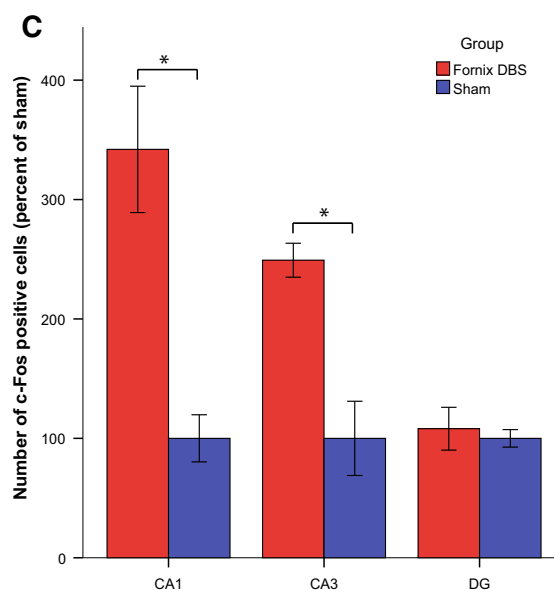 C
Group
Fornix DBS
Sham
Number of c-Fos positive cells (percent of sham)
400
300
200
100
0
*
*
CA1
CA3
DG